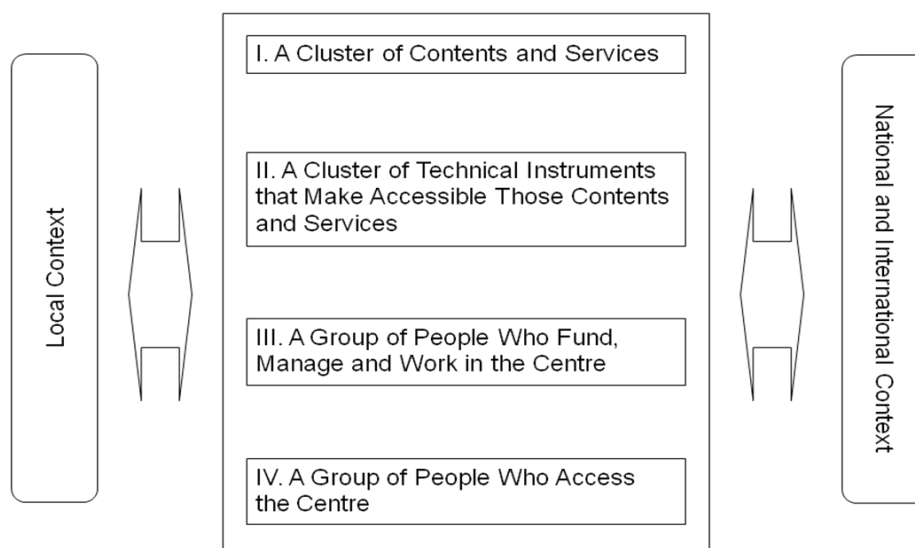 Local Context
I. A Cluster of Contents and Services
II. A Cluster of Technical Instruments
that Make Accessible Those Contents
and Services
III. A Group of People Who Fund,
Manage and Work in the Centre
IV. A Group of People Who Access
the Centre
National and International Context